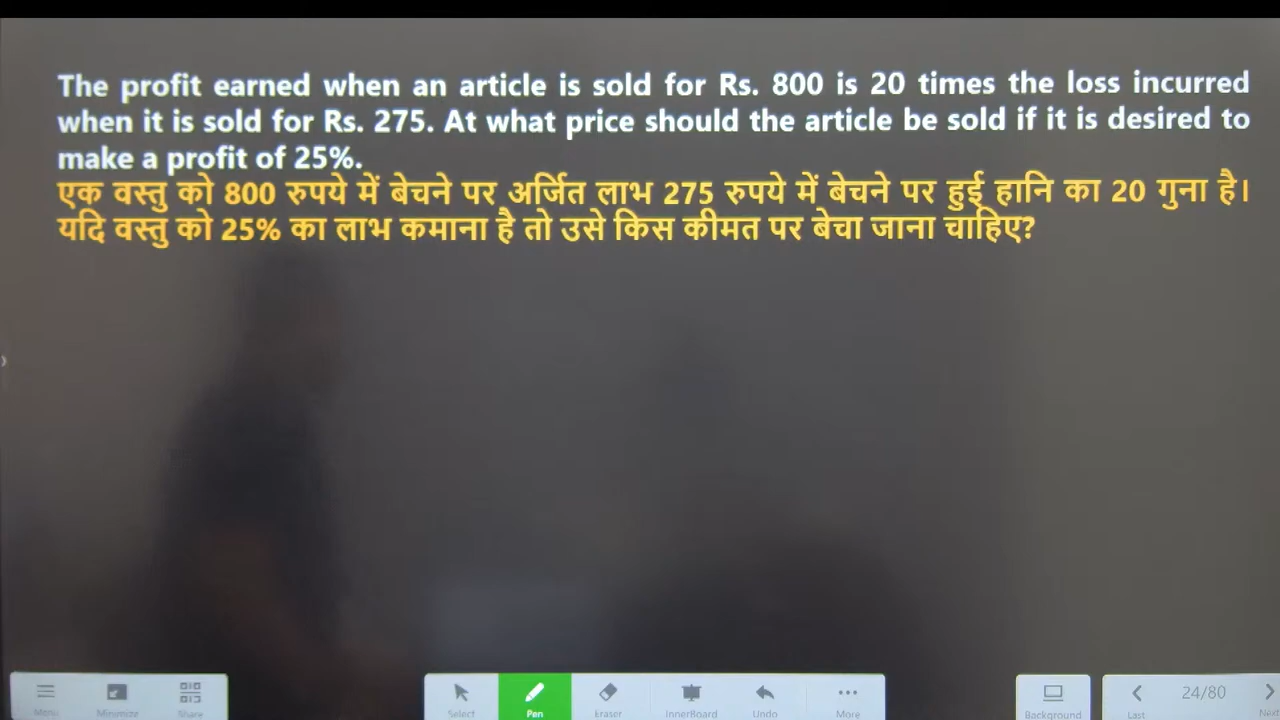 The profit earned when an article is sold for Rs. 800 is 20 times the loss incurred
when it is sold for Rs. 275. At what price should the article be sold if it is desired to
make a profit of 25%.
एक वस्तु को 800 रुपये में बेचने पर अर्जित लाभ 275 रुपये में बेचने पर हुई हानि का 20 गुना है।
यदि वस्तु को 25% का लाभ कमाना है तो उसे किस कीमत पर बेचा जाना चाहिए?
Menu Minimize Share Select Pen Eraser InnerBoard Undo More Background Last 24/80 Next